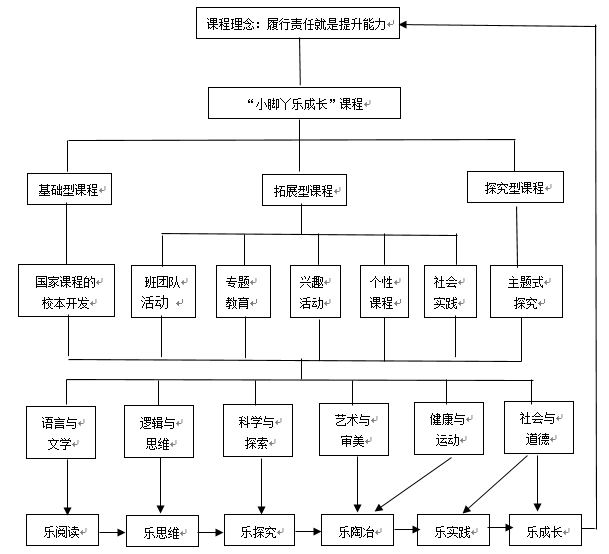 课程理念：履行责任就是提升能力
“小脚丫乐成长”课程
基础型课程
拓展型课程
探究型课程
国家课程的
校本开发
班团队
活动
专题
教育
兴趣
活动
个性
课程
社会
实践
主题式
探究
语言与
文学
逻辑与
思维
科学与
探索
艺术与
审美
健康与
运动
社会与
道德
乐阅读
乐思维
乐探究
乐陶冶
乐实践
乐成长